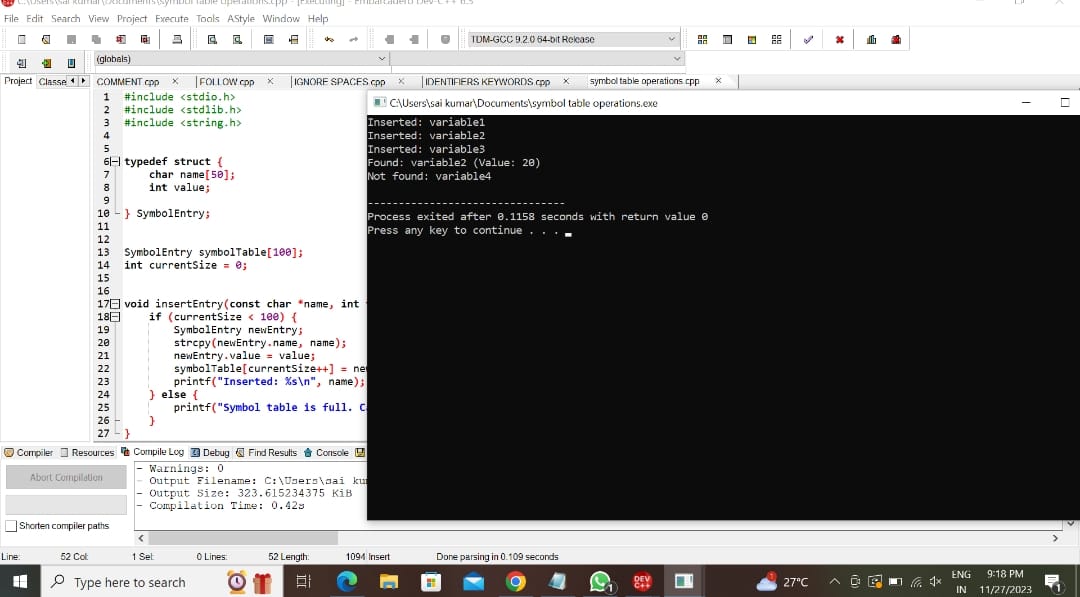 C:\Users\sai kumar\Documents\symbol table operations.cpp - [Executing] - Embarcadero Dev-C++ 6.3
File Edit Search View Project Execute Tools AStyle Window Help
TDM-GCC 9.2.0 64-bit Release
(globals)
Project Classe COMMENT.cpp FOLLOW.cpp IGNORE SPACES.cpp IDENTIFIERS KEYWORDS.cpp symbol table operations.cpp
1 #include <stdio.h>
2 #include <stdlib.h>
3 #include <string.h>
4
5
6 typedef struct {
7 char name[50];
8 int value;
9
10 } SymbolEntry;
11
12
13 SymbolEntry symbolTable[100];
14 int currentSize = 0;
15
16
17 void insertEntry(const char *name, int
18 if (currentSize < 100) {
19 SymbolEntry newEntry;
20 strcpy(newEntry.name, name);
21 newEntry.value = value;
22 symbolTable[currentSize++] = ne
23 printf("Inserted: %s\n", name);
24 } else {
25 printf("Symbol table is full. C
26 }
27 }
C:\Users\sai kumar\Documents\symbol table operations.exe
Inserted: variable1
Inserted: variable2
Inserted: variable3
Found: variable2 (Value: 20)
Not found: variable4
--------------------------------
Process exited after 0.1158 seconds with return value 0
Press any key to continue . . .
Compiler Resources Compile Log Debug Find Results Console
Abort Compilation
Shorten compiler paths
- Warnings: 0
- Output Filename: C:\Users\sai ku
- Output Size: 323.615234375 KiB
- Compilation Time: 0.42s
Line: 52 Col: 1 Sel: 0 Lines: 52 Length: 1094 Insert Done parsing in 0.109 seconds
Type here to search
DEV C++
1
27°C
ENG
IN
9:18 PM
11/27/2023
1